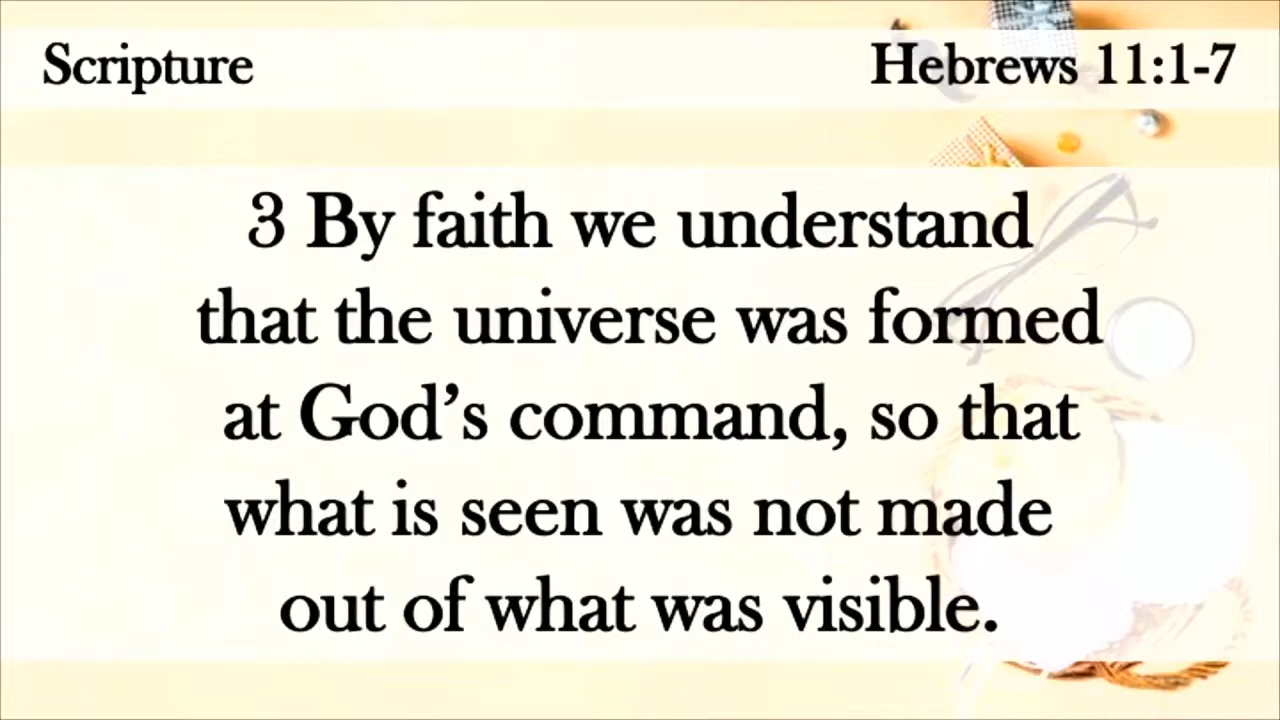 Scripture
Hebrews 11:1-7
3 By faith we understand
that the universe was formed
at God’s command, so that
what is seen was not made
out of what was visible.